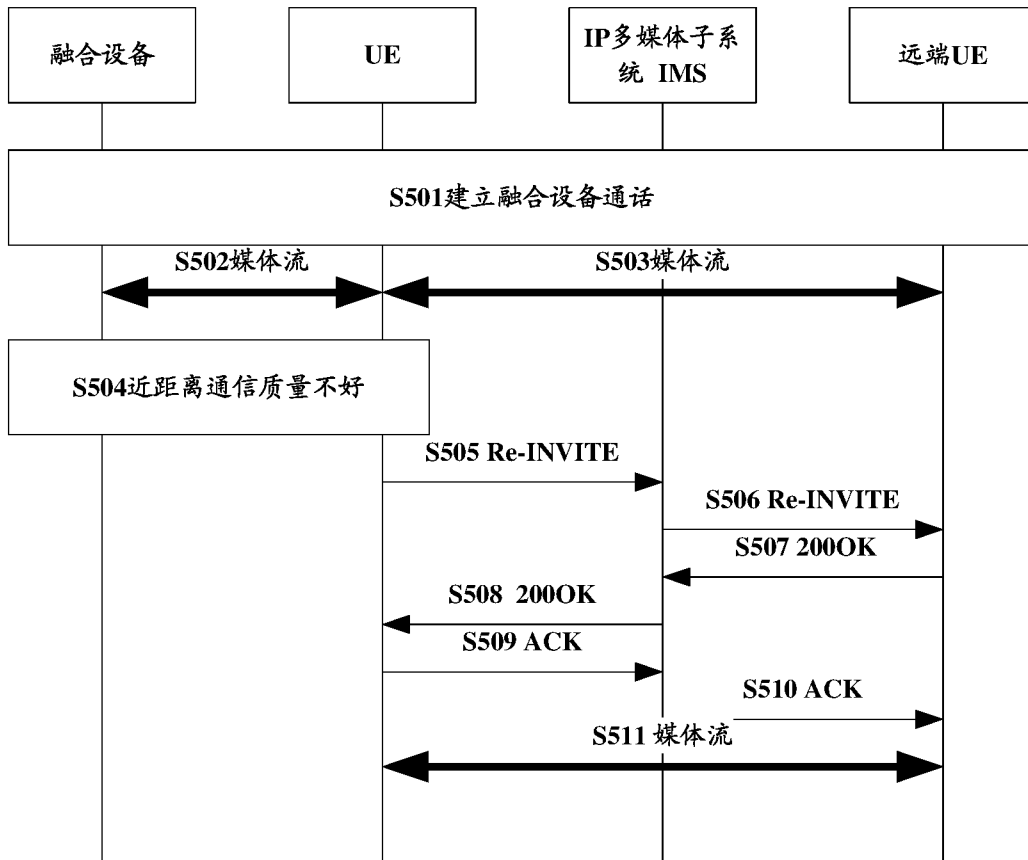 融合设备
UE
IP多媒体子系
统 IMS
远端UE
S501建立融合设备通话
S502媒体流
S503媒体流
S504近距离通信质量不好
S505 Re-INVITE
S506 Re-INVITE
S507 200OK
S508 200OK
S509 ACK
S510 ACK
S511 媒体流